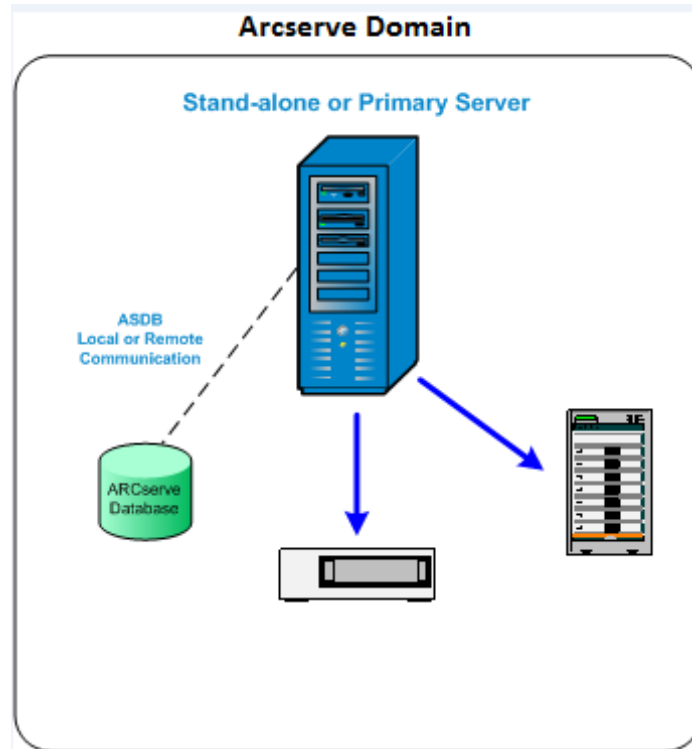 Arcserve Domain
Stand-alone or Primary Server
ASDB
Local or Remote
Communication
ARCserve
Database